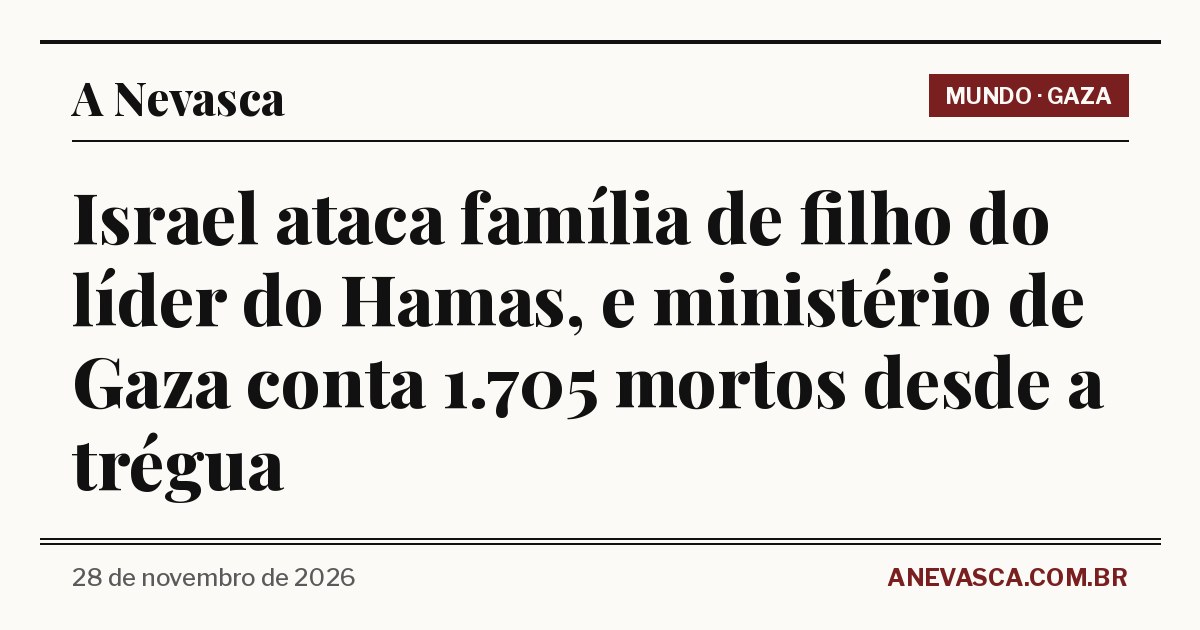 A Nevasca
MUNDO · GAZA
Israel ataca família de filho do
líder do Hamas, e ministério de
Gaza conta 1.705 mortos desde a
trégua
28 de novembro de 2026
ANEVASCA.COM.BR